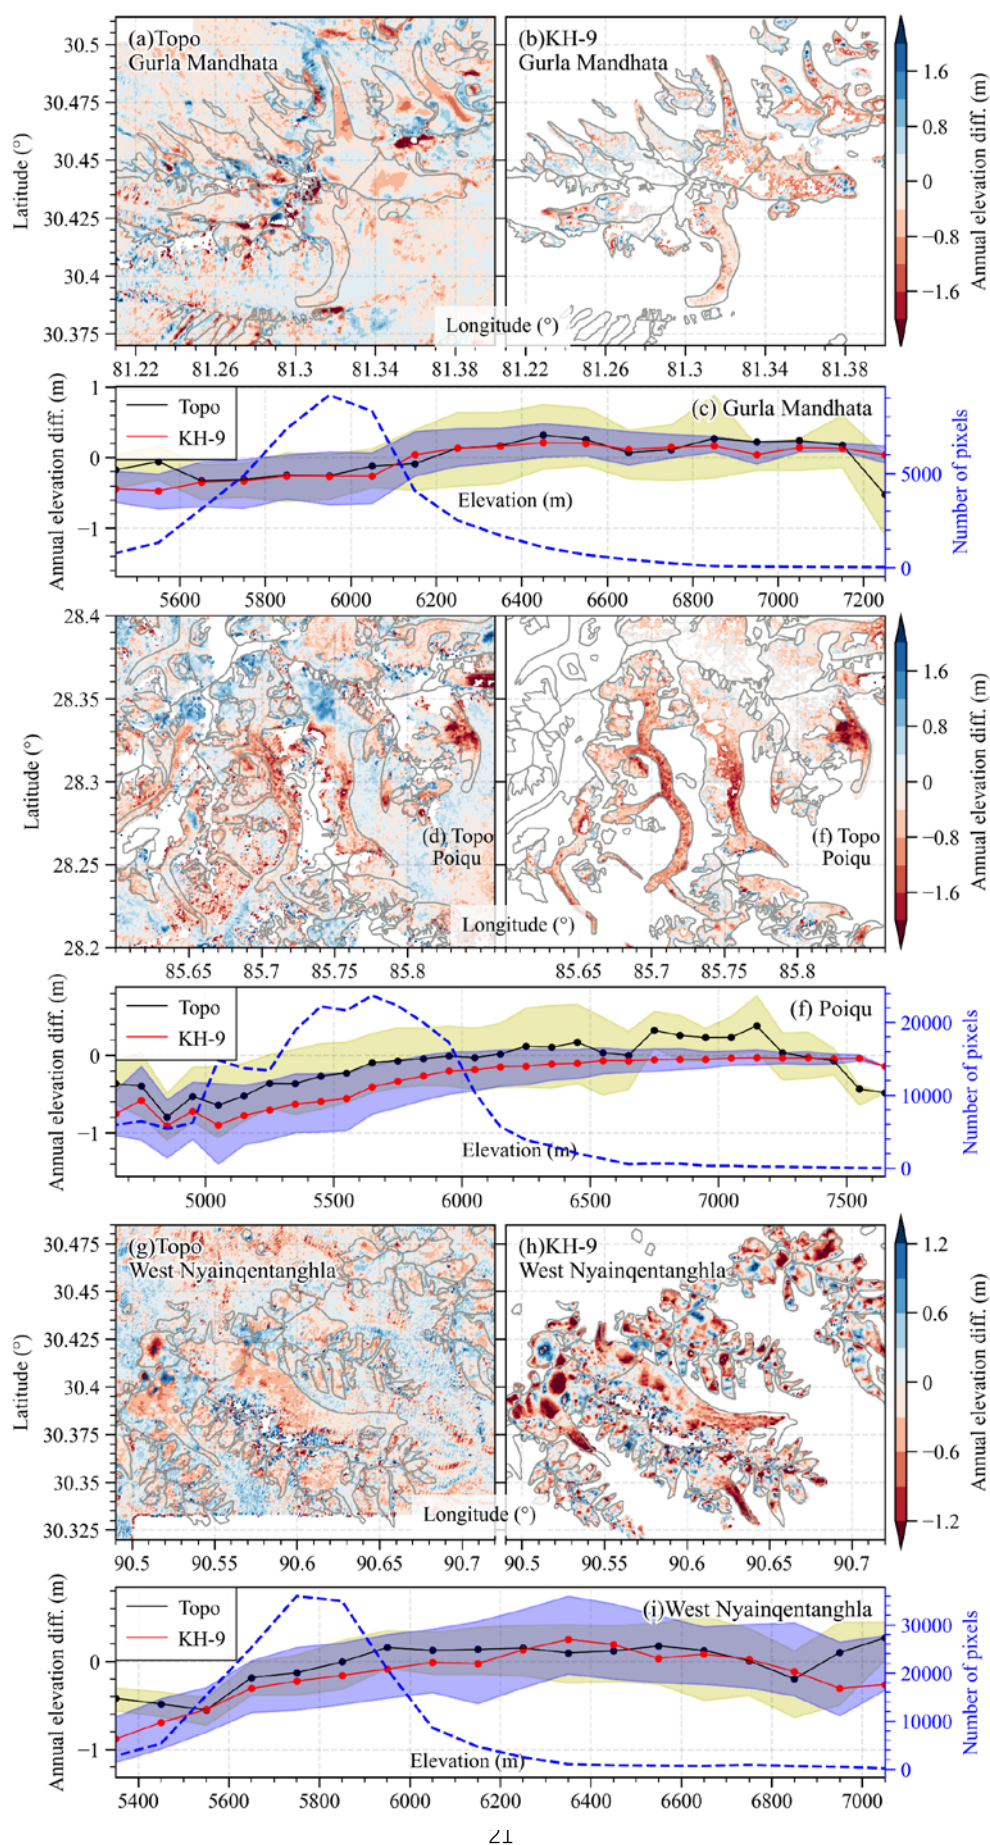 (a)Topo
Gurla Mandhata
(b)KH-9
Gurla Mandhata
30.5
30.475
30.45
30.425
30.4
30.375
Latitude (°)
Longitude (°)
81.22 81.26 81.3 81.34 81.38
81.22 81.26 81.3 81.34 81.38
1.6
0.8
0
−0.8
−1.6
Annual elevation diff. (m)
(c) Gurla Mandhata
Topo
KH-9
1
0
−1
Annual elevation diff. (m)
Elevation (m)
5000
0
Number of pixels
5600 5800 6000 6200 6400 6600 6800 7000 7200
28.4
28.35
28.3
28.25
28.2
Latitude (°)
(d) Topo
Poiqu
(f) Topo
Poiqu
Longitude (°)
85.65 85.7 85.75 85.8
85.65 85.7 85.75 85.8
1.6
0.8
0
−0.8
−1.6
Annual elevation diff. (m)
(f) Poiqu
Topo
KH-9
0
−1
Annual elevation diff. (m)
Elevation (m)
20000
10000
0
Number of pixels
5000 5500 6000 6500 7000 7500
(g)Topo
West Nyainqentanghla
(h)KH-9
West Nyainqentanghla
30.475
30.45
30.425
30.4
30.375
30.35
30.325
Latitude (°)
Longitude (°)
90.5 90.55 90.6 90.65 90.7
90.5 90.55 90.6 90.65 90.7
1.2
0.6
0
−0.6
−1.2
Annual elevation diff. (m)
(i)West Nyainqentanghla
Topo
KH-9
0
−1
Annual elevation diff. (m)
Elevation (m)
30000
20000
10000
0
Number of pixels
5400 5600 5800 6000 6200 6400 6600 6800 7000
21